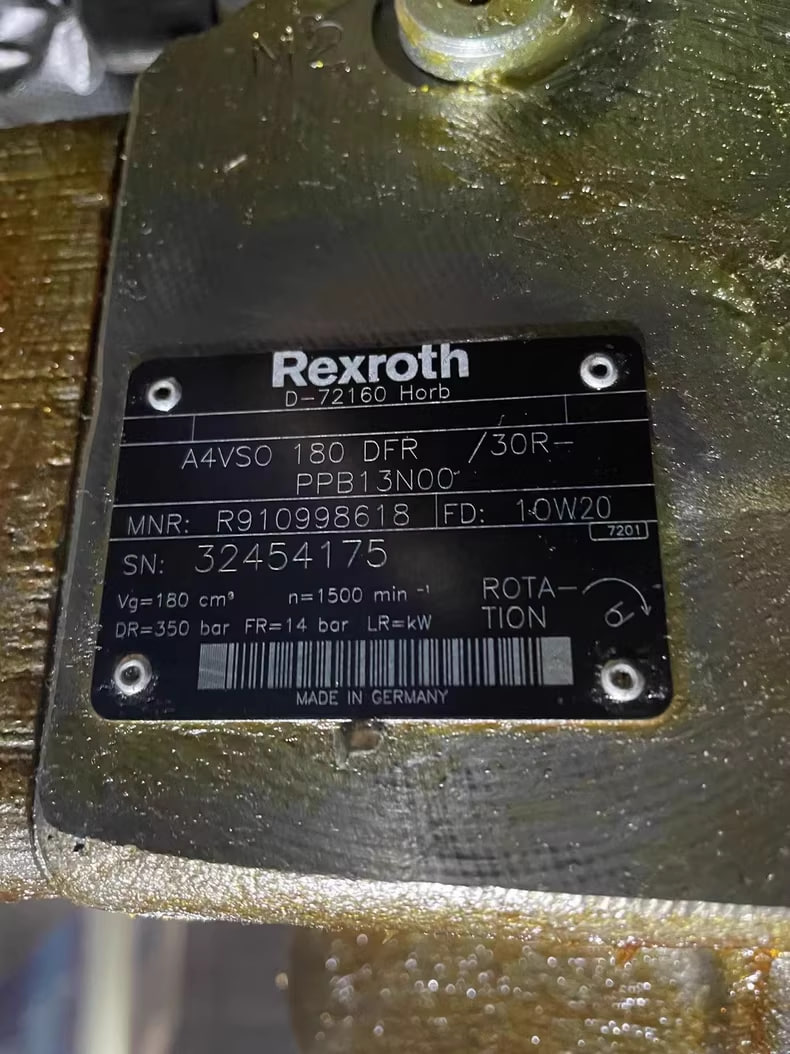 M2
Rexroth
D-72160 Horb
A4VSO 180 DFR /30R-
PPB13N00
MNR: R910998618 FD: 10W20
7201
SN: 32454175
Vg=180 cm³ n=1500 min ⁻¹
DR=350 bar FR=14 bar LR=kW
ROTA-
TION
MADE IN GERMANY